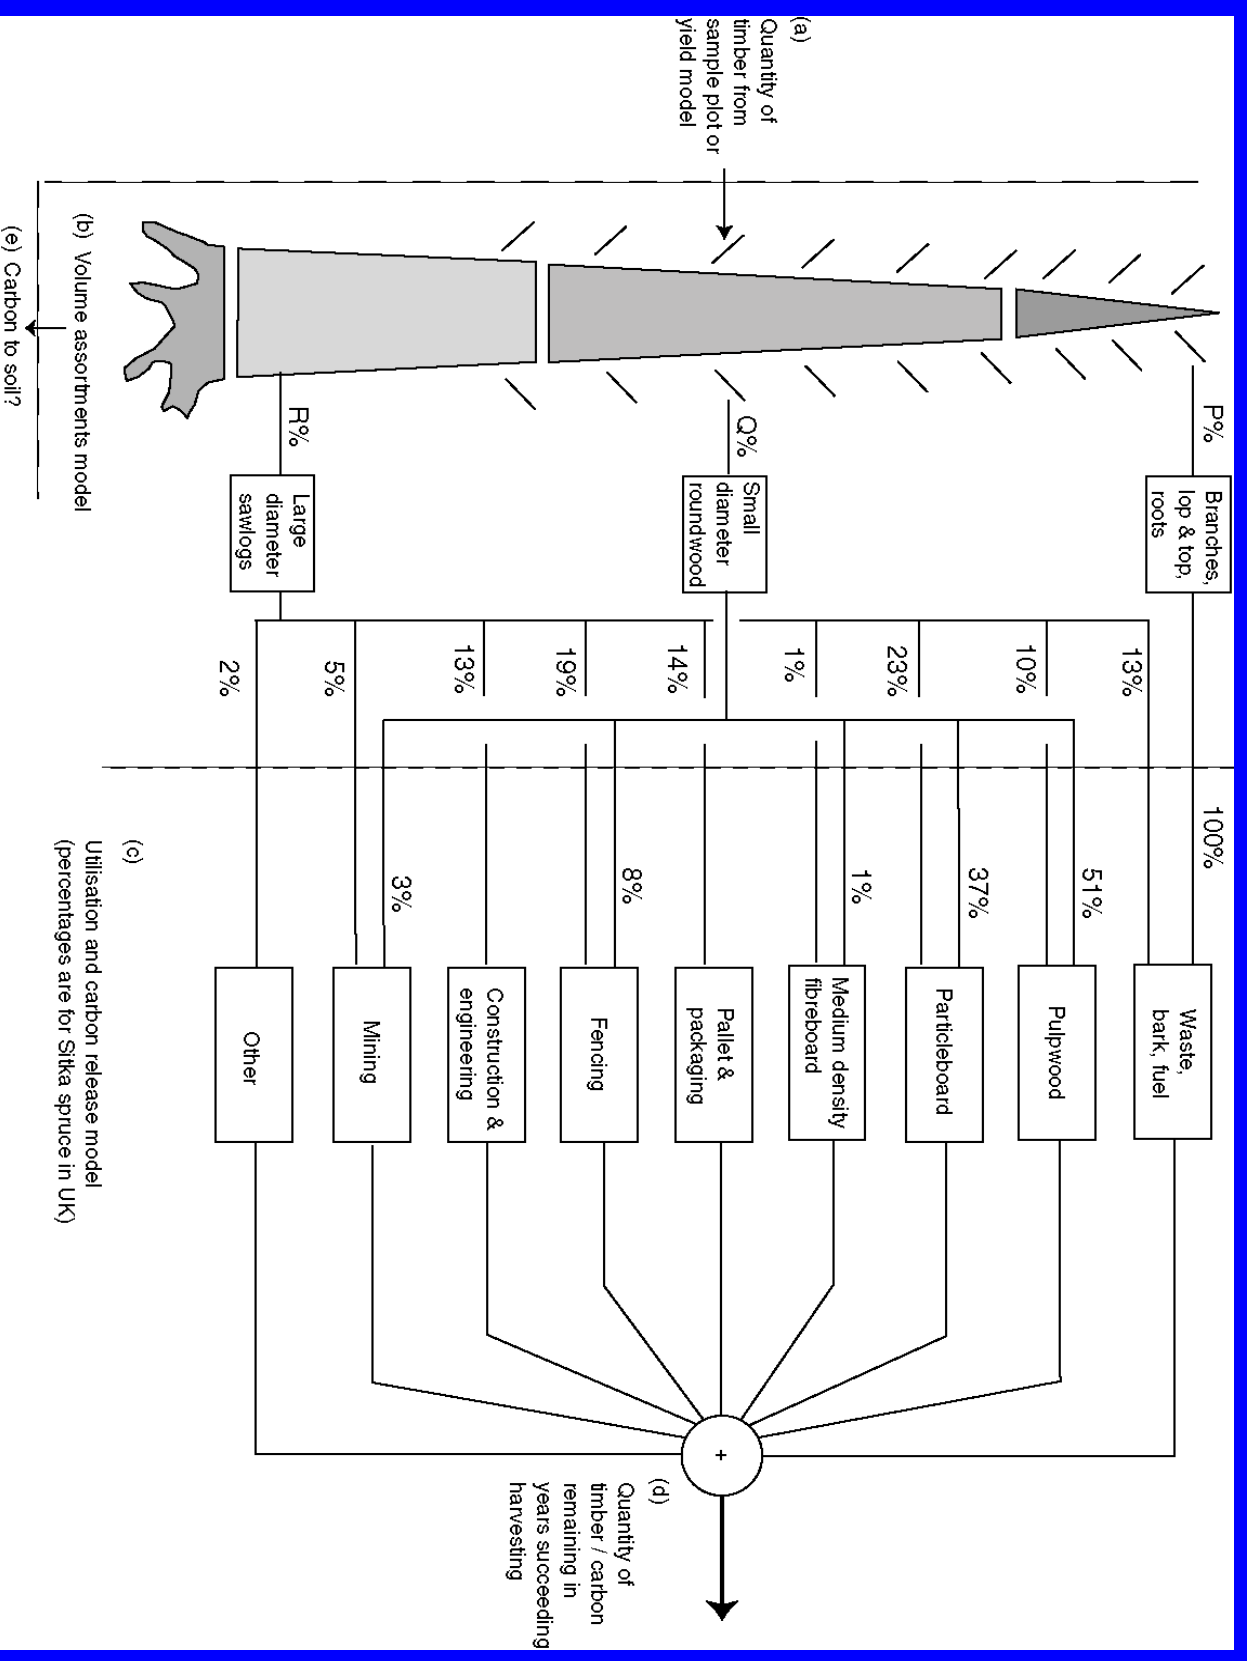 (a)
Quantity of
timber from
sample plot or
yield model
(b) Volume assortments model
(e) Carbon to soil?
P%
Q%
R%
Branches,
lop & top,
roots
Small
diameter
roundwood
Large
diameter
sawlogs
13%
10%
23%
1%
14%
19%
13%
5%
2%
100%
51%
37%
1%
8%
3%
Waste,
bark, fuel
Pulpwood
Particleboard
Medium density
fibreboard
Pallet &
packaging
Fencing
Construction &
engineering
Mining
Other
(c)
Utilisation and carbon release model
(percentages are for Sitka spruce in UK)
+
(d)
Quantity of
timber / carbon
remaining in
years succeeding
harvesting